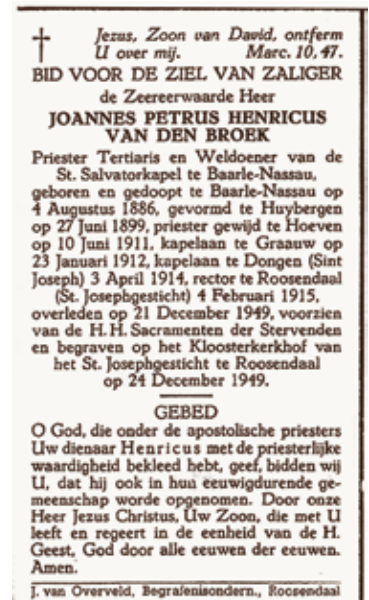 Jezus, Zoon van David, ontferm
U over mij. Marc. 10, 47.
BID VOOR DE ZIEL VAN ZALIGER
de Zeereerwaarde Heer
JOANNES PETRUS HENRICUS
VAN DEN BROEK
Priester Tertiaris en Weldoener van de
St. Salvatorkapel te Baarle-Nassau,
geboren en gedoopt te Baarle-Nassau op
4 Augustus 1886, gevormd te Huybergen
op 27 Juni 1899, priester gewijd te Hoeven
op 10 Juni 1911, kapelaan te Graauw op
23 Januari 1912, kapelaan te Dongen (Sint
Joseph) 3 April 1914, rector te Roosendaal
(St. Josephgesticht) 4 Februari 1915,
overleden op 21 December 1949, voorzien
van de H.H. Sacramenten der Stervenden
en begraven op het Kloosterkerkhof van
het St. Josephgesticht te Roosendaal
op 24 December 1949.
GEBED
O God, die onder de apostolische priesters
Uw dienaar Henricus met de priesterlijke
waardigheid bekleed hebt, geef, bidden wij
U, dat hij ook in hun eeuwigdurende ge-
meenschap worde opgenomen. Door onze
Heer Jezus Christus, Uw Zoon, die met U
leeft en regeert in de eenheid van de H.
Geest, God door alle eeuwen der eeuwen.
Amen.
J. van Overveld, Begrafenisondern., Roosendaal